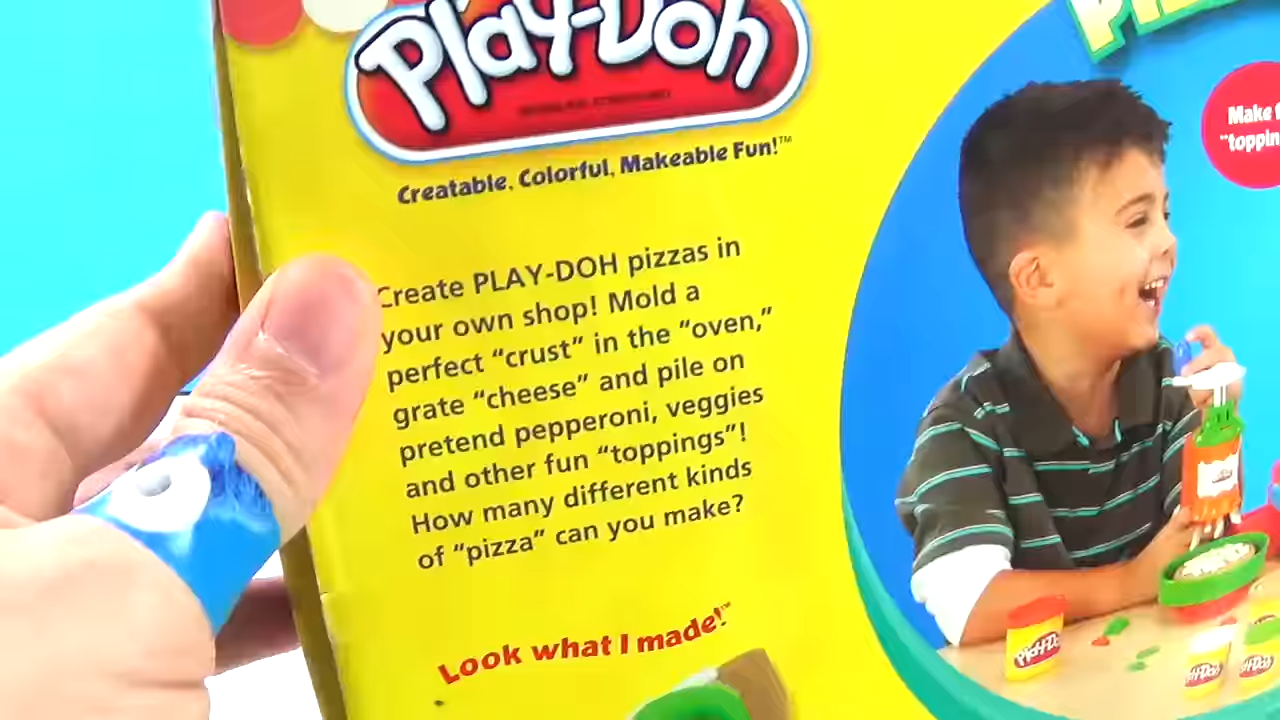 Play-Doh
Creatable, Colorful, Makeable Fun!™
Create PLAY-DOH pizzas in
your own shop! Mold a
perfect “crust” in the “oven,”
grate “cheese” and pile on
pretend pepperoni, veggies
and other fun “toppings”!
How many different kinds
of “pizza” can you make?
Look what I made!™
Make
“toppin
Play-Doh